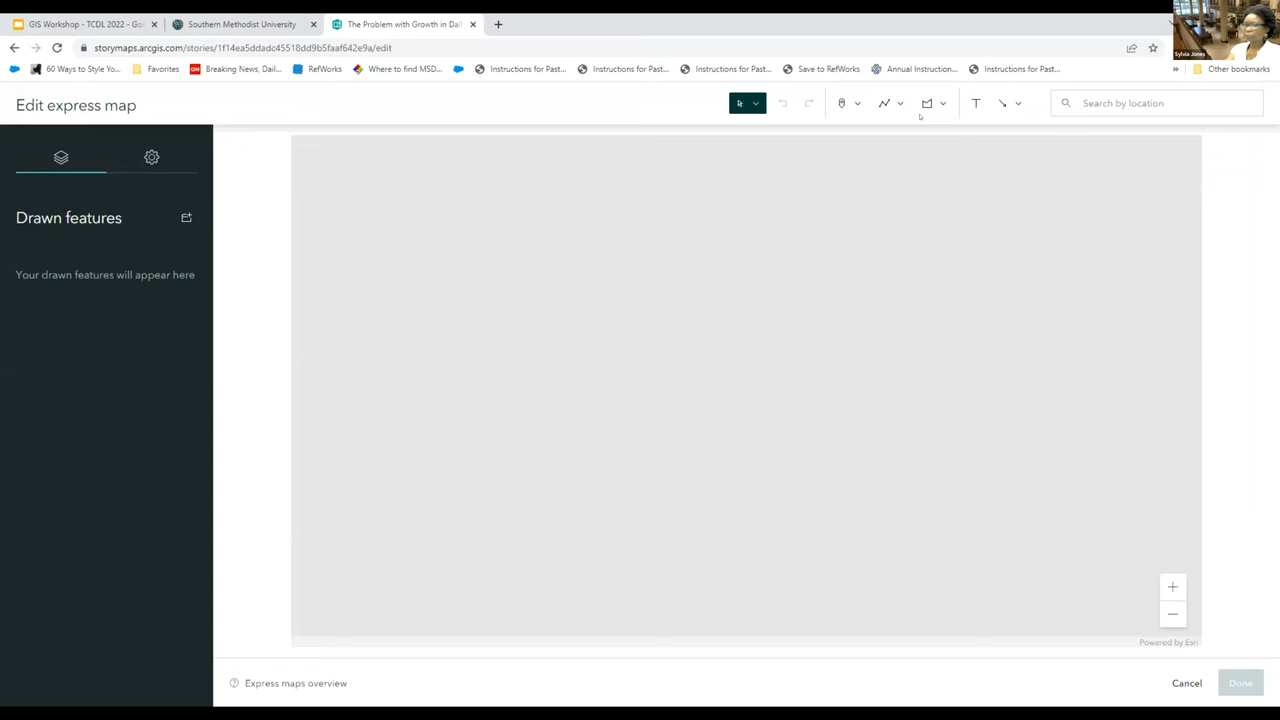 GIS Workshop - TCDL 2022 - Go
Southern Methodist University
The Problem with Growth in Dal
storymaps.arcgis.com/stories/1f14ea5ddadc45518dd9b5faaf642e9a/edit
60 Ways to Style Yo...
Favorites
CNN
Breaking News, Dail...
RefWorks
Where to find MSD...
Instructions for Past...
Instructions for Past...
Instructions for Past...
Save to RefWorks
Annual Instruction...
Instructions for Past...
»
Other bookmarks
Sylvia Jones
Edit express map
T
Search by location
Drawn features
Your drawn features will appear here
Powered by Esri
Express maps overview
Cancel
Done